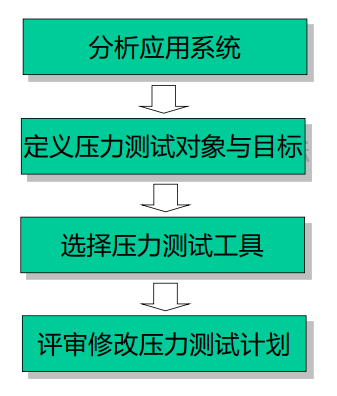 分析应用系统
定义压力测试对象与目标
选择压力测试工具
评审修改压力测试计划